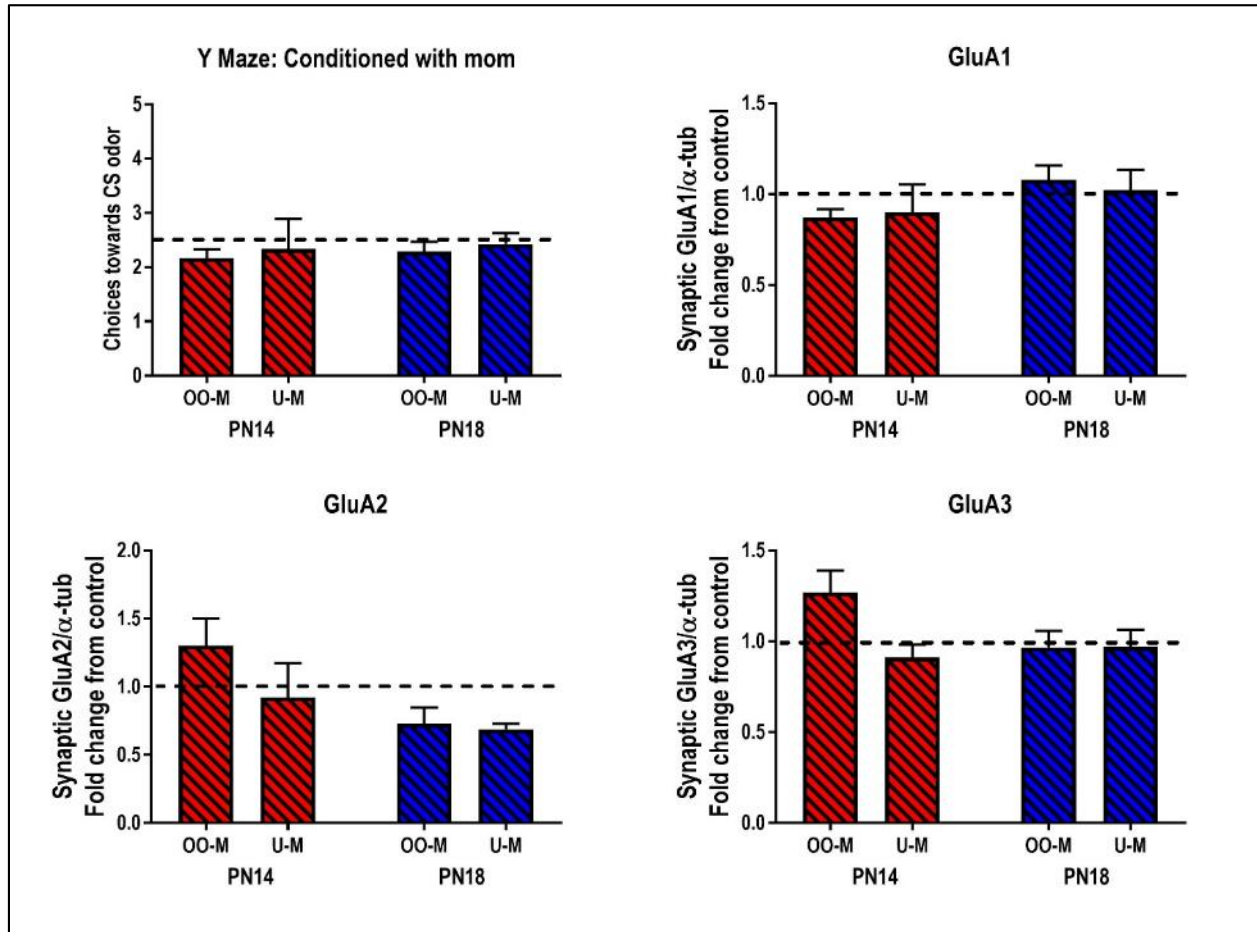 Y Maze: Conditioned with mom
Choices towards CS odor
5
4
3
2
1
0
OO-M U-M OO-M U-M
PN14 PN18
GluA1
Synaptic GluA1/α-tub
Fold change from control
1.5
1.0
0.5
0.0
OO-M U-M OO-M U-M
PN14 PN18
GluA2
Synaptic GluA2/α-tub
Fold change from control
2.0
1.5
1.0
0.5
0.0
OO-M U-M OO-M U-M
PN14 PN18
GluA3
Synaptic GluA3/α-tub
Fold change from control
1.5
1.0
0.5
0.0
OO-M U-M OO-M U-M
PN14 PN18